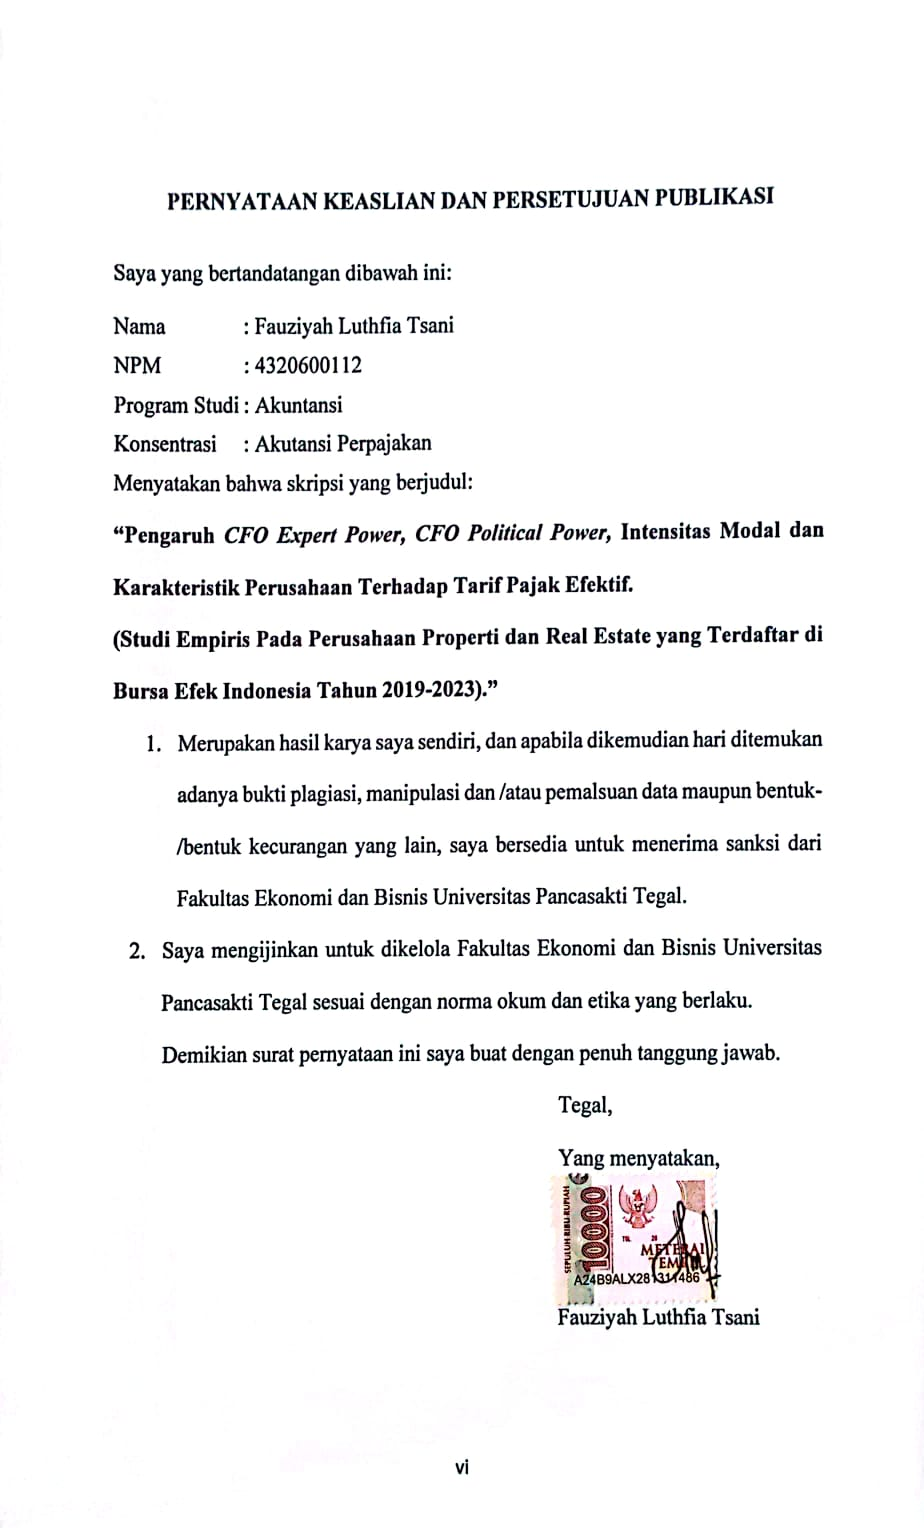 PERNYATAAN KEASLIAN DAN PERSETUJUAN PUBLIKASI
Saya yang bertandatangan dibawah ini:
Nama : Fauziyah Luthfia Tsani
NPM : 4320600112
Program Studi : Akuntansi
Konsentrasi : Akutansi Perpajakan
Menyatakan bahwa skripsi yang berjudul:
“Pengaruh CFO Expert Power, CFO Political Power, Intensitas Modal dan
Karakteristik Perusahaan Terhadap Tarif Pajak Efektif.
(Studi Empiris Pada Perusahaan Properti dan Real Estate yang Terdaftar di
Bursa Efek Indonesia Tahun 2019-2023).”
1. Merupakan hasil karya saya sendiri, dan apabila dikemudian hari ditemukan
adanya bukti plagiasi, manipulasi dan /atau pemalsuan data maupun bentuk-
/bentuk kecurangan yang lain, saya bersedia untuk menerima sanksi dari
Fakultas Ekonomi dan Bisnis Universitas Pancasakti Tegal.
2. Saya mengijinkan untuk dikelola Fakultas Ekonomi dan Bisnis Universitas
Pancasakti Tegal sesuai dengan norma okum dan etika yang berlaku.
Demikian surat pernyataan ini saya buat dengan penuh tanggung jawab.
Tegal,
Yang menyatakan,
SEPULUH RIBU RUPIAH
10000
TGL 20
METERAI
TEMPEL
Fauziyah Luthfia Tsani
vi